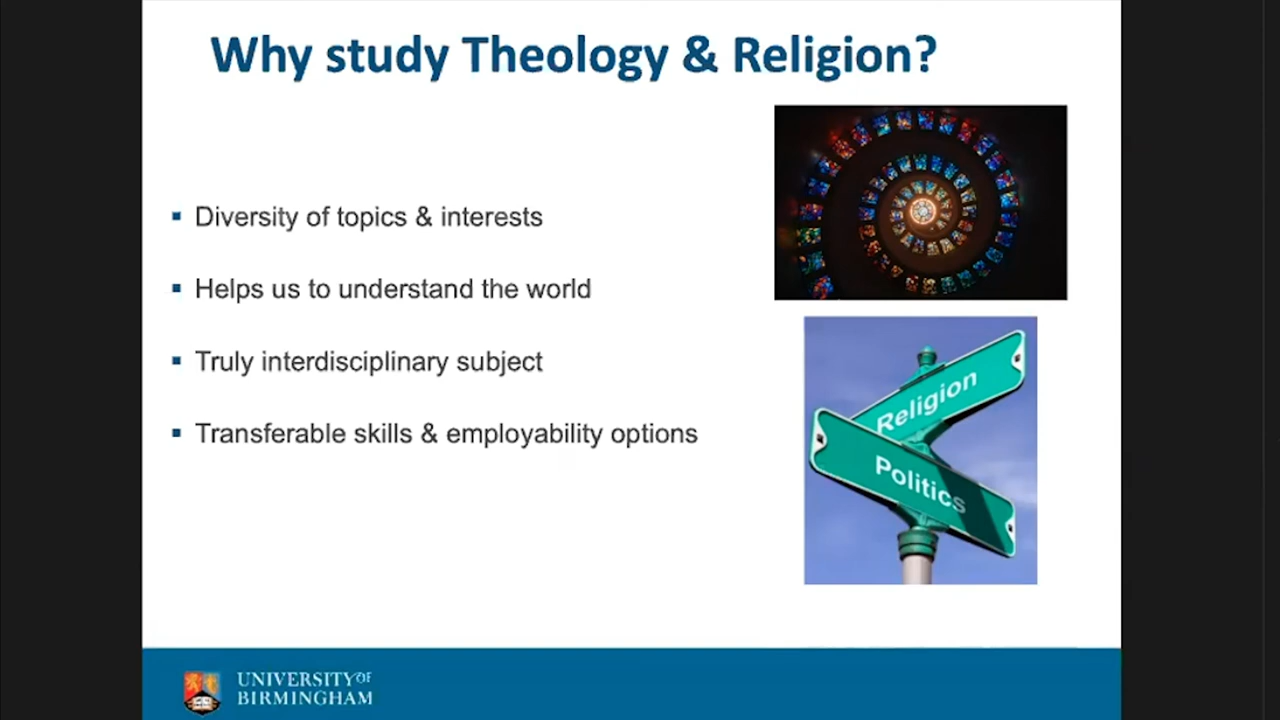 Why study Theology & Religion?
Diversity of topics & interests
Helps us to understand the world
Truly interdisciplinary subject
Transferable skills & employability options
Religion
Politics
UNIVERSITY OF
BIRMINGHAM